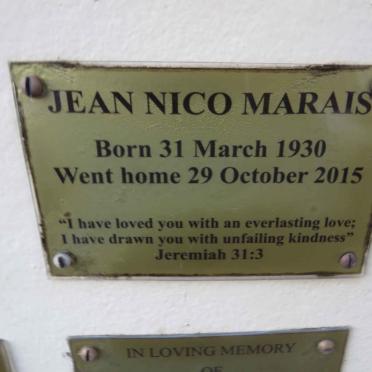 JEAN NICO MARAIS
Born 31 March 1930
Went home 29 October 2015
“I have loved you with an everlasting love;
I have drawn you with unfailing kindness”
Jeremiah 31:3
IN LOVING MEMORY
OF